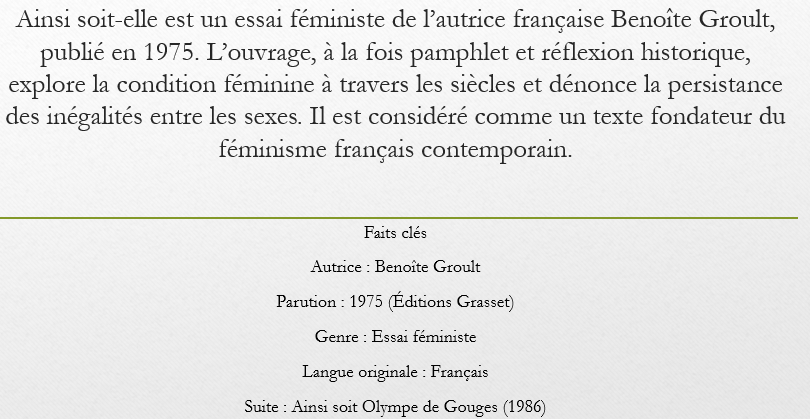 Ainsi soit-elle est un essai féministe de l’autrice française Benoîte Groult,
publié en 1975. L’ouvrage, à la fois pamphlet et réflexion historique,
explore la condition féminine à travers les siècles et dénonce la persistance
des inégalités entre les sexes. Il est considéré comme un texte fondateur du
féminisme français contemporain.
Faits clés
Autrice : Benoîte Groult
Parution : 1975 (Éditions Grasset)
Genre : Essai féministe
Langue originale : Français
Suite : Ainsi soit Olympe de Gouges (1986)